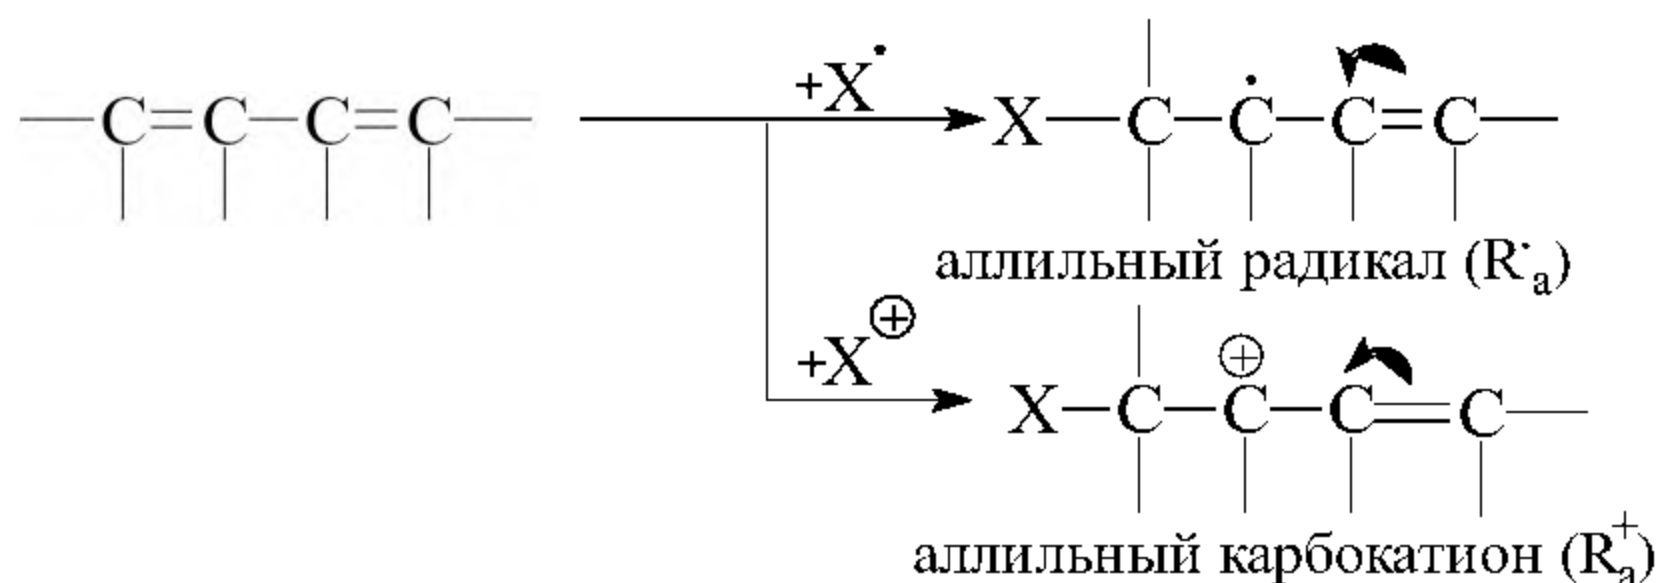 +X•
C=C—C=C
X—C—Ċ—C=C
аллильный радикал (R•a)
+X⊕
X—C—C⊕—C=C
аллильный карбокатион (R+a)